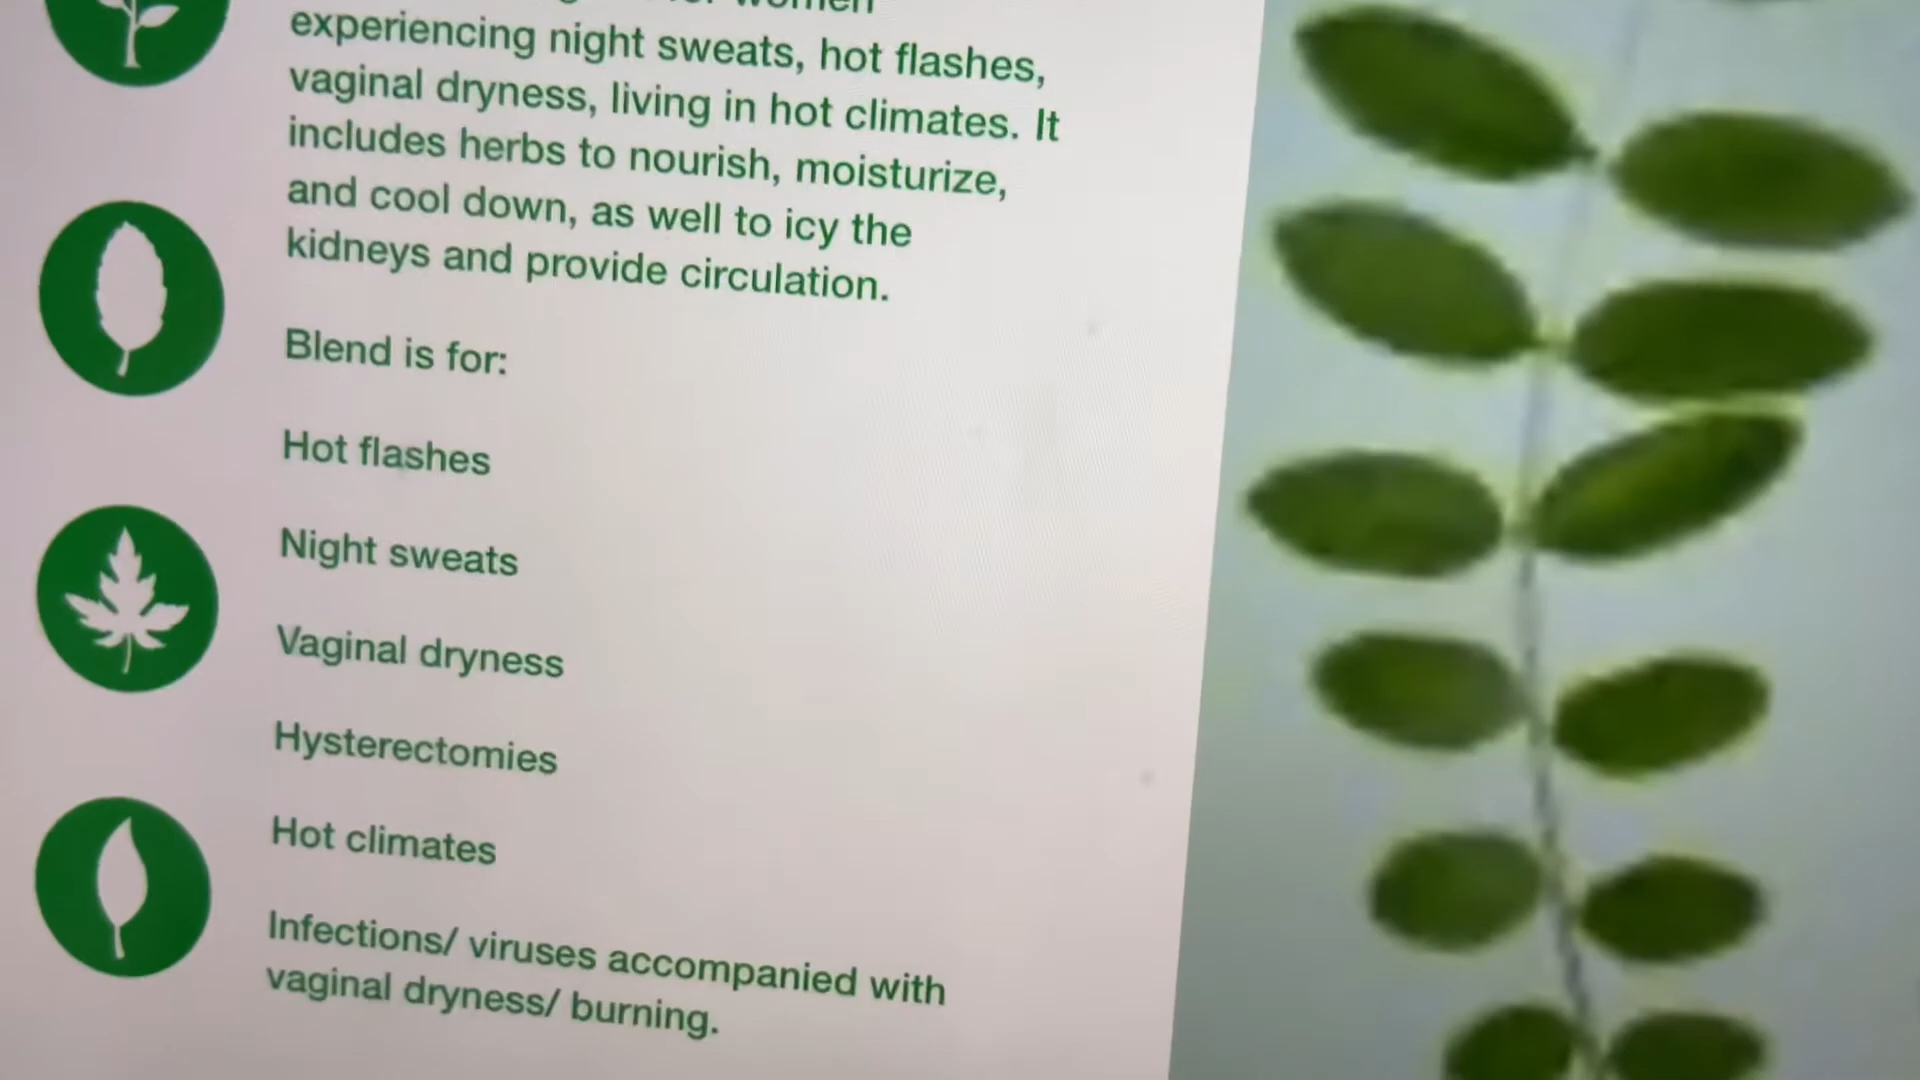 women
experiencing night sweats, hot flashes,
vaginal dryness, living in hot climates. It
includes herbs to nourish, moisturize,
and cool down, as well to icy the
kidneys and provide circulation.
Blend is for:
Hot flashes
Night sweats
Vaginal dryness
Hysterectomies
Hot climates
Infections/ viruses accompanied with
vaginal dryness/ burning.